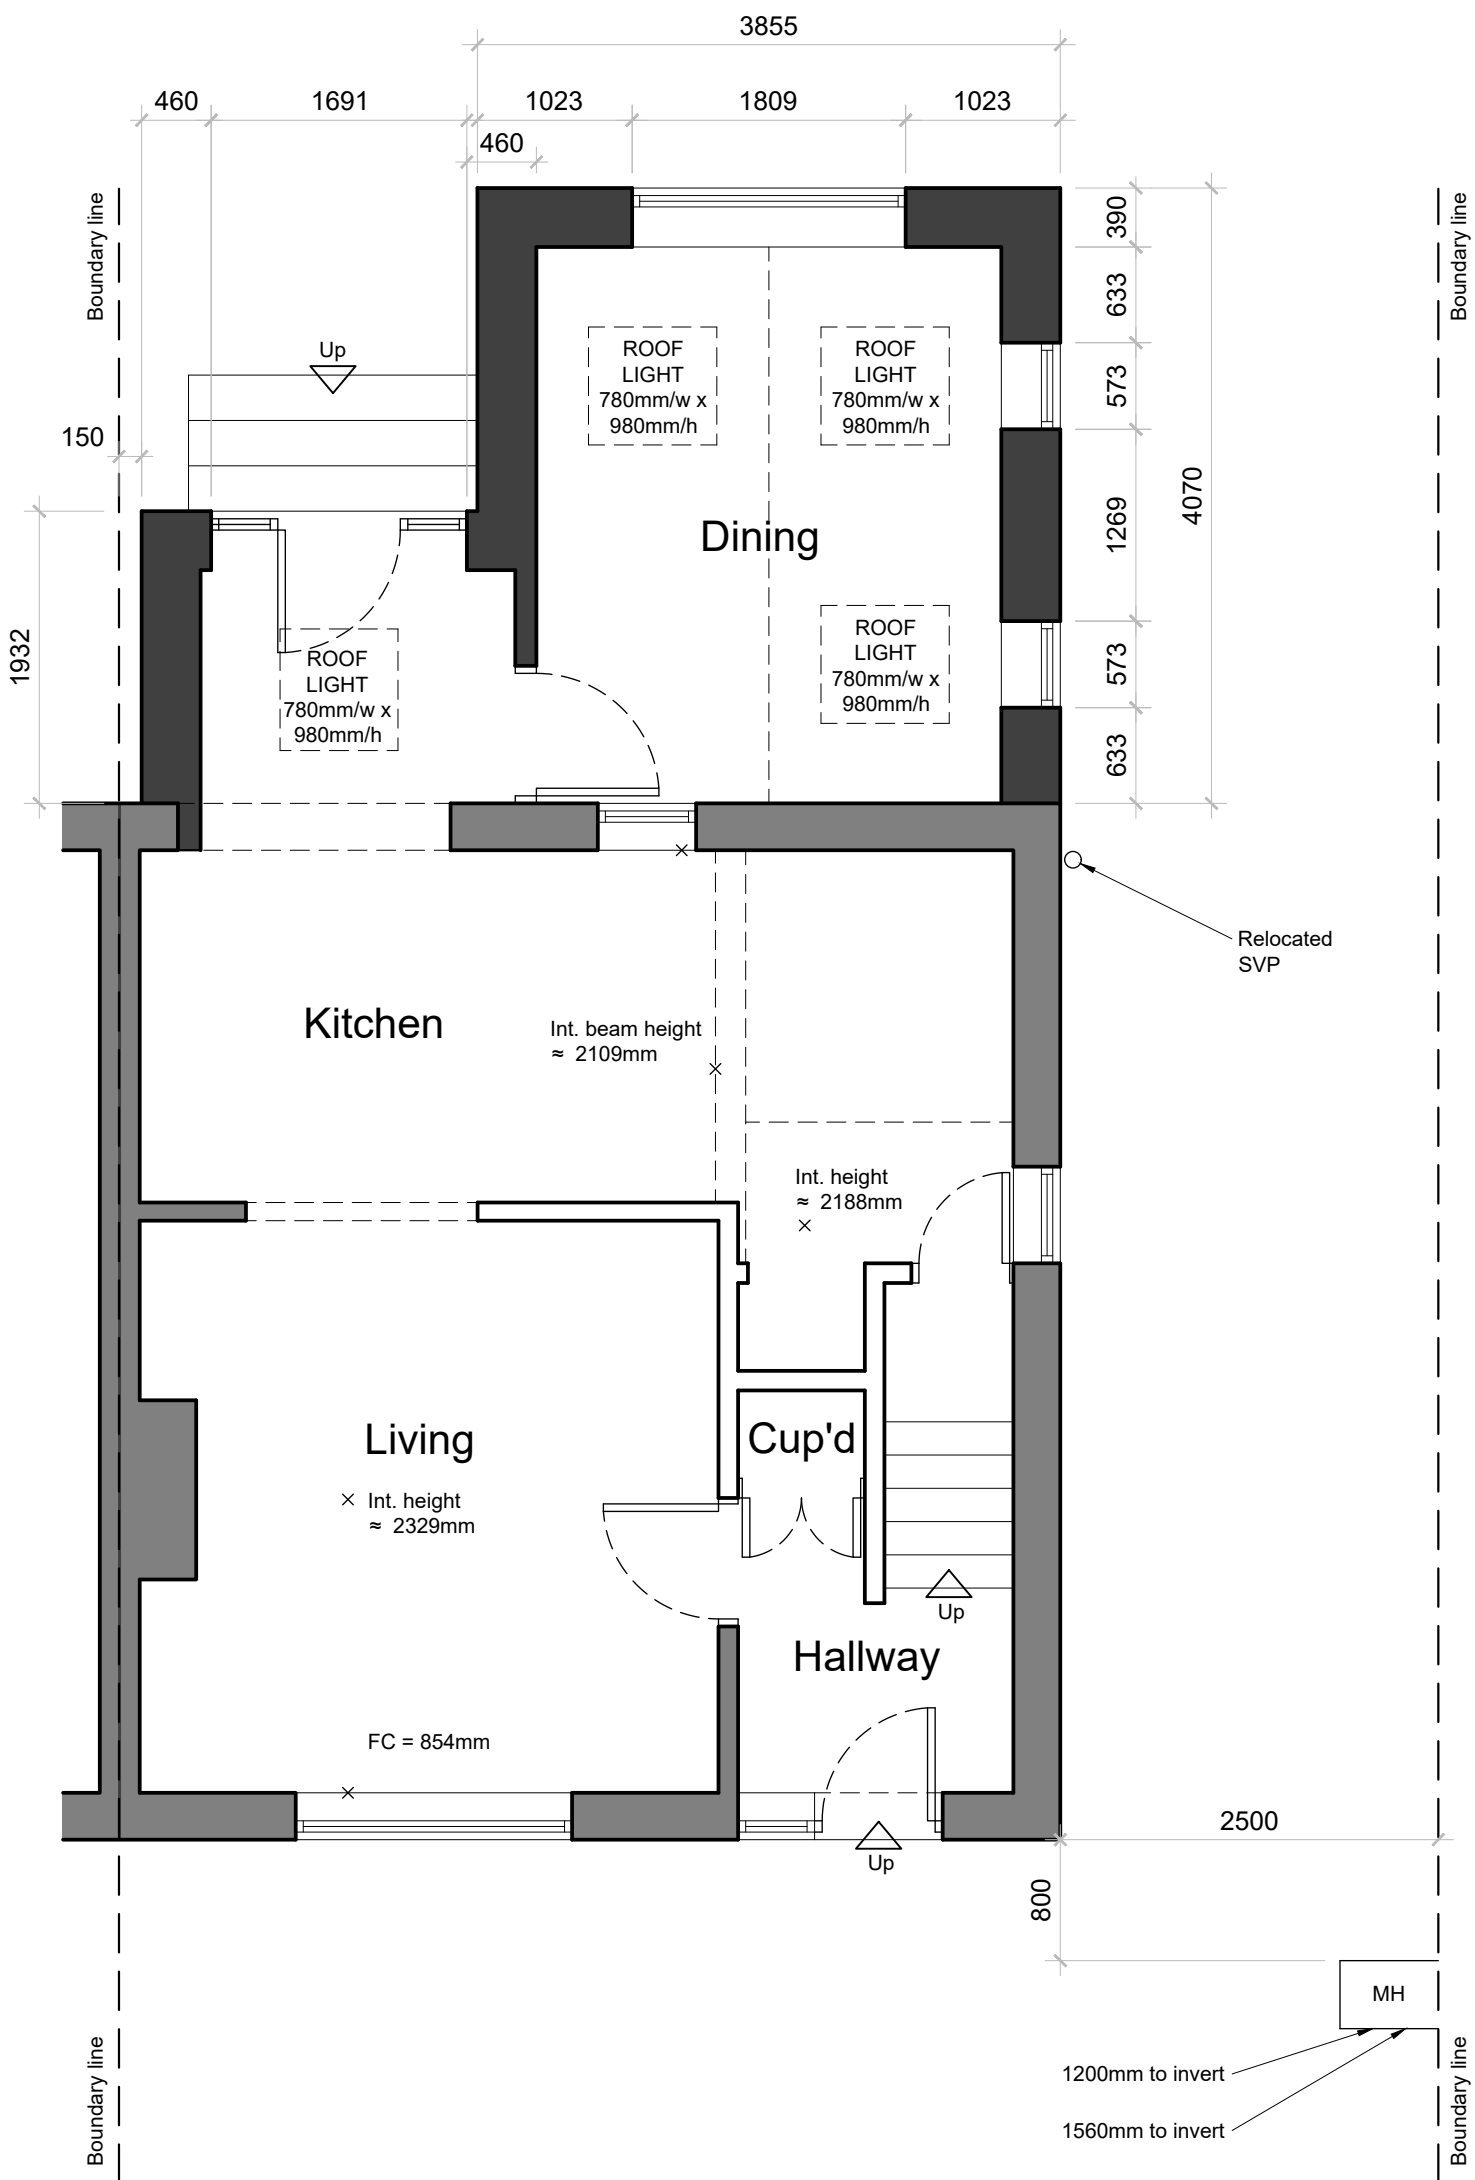 3855
460
1691
1023
1809
1023
460
Boundary line
Boundary line
390
633
573
1269
573
633
4070
Up
150
1932
ROOF
LIGHT
780mm/w x
980mm/h
ROOF
LIGHT
780mm/w x
980mm/h
Dining
ROOF
LIGHT
780mm/w x
980mm/h
ROOF
LIGHT
780mm/w x
980mm/h
Relocated
SVP
Kitchen
Int. beam height
≈ 2109mm
Int. height
≈ 2188mm
Living
Int. height
≈ 2329mm
Cup'd
Up
Hallway
FC = 854mm
Up
2500
800
MH
1200mm to invert
1560mm to invert
Boundary line
Boundary line